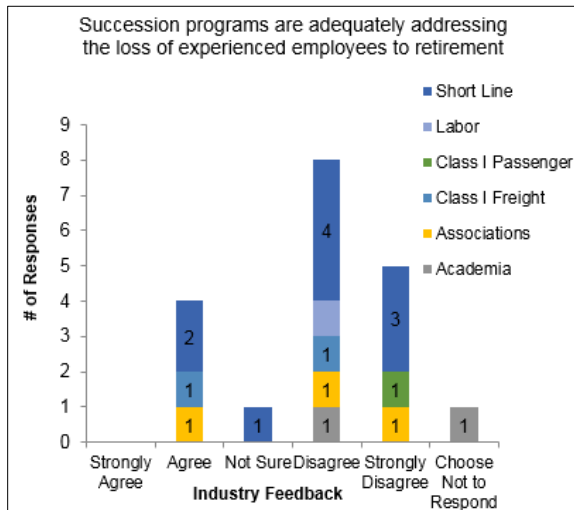 Succession programs are adequately addressing
the loss of experienced employees to retirement
Short Line
Labor
Class I Passenger
Class I Freight
Associations
Academia
# of Responses
9
8
7
6
5
4
3
2
1
0
2
1
1
1
4
1
1
1
3
1
1
1
Strongly
Agree
Agree
Not Sure
Disagree
Strongly
Disagree
Choose
Not to
Respond
Industry Feedback